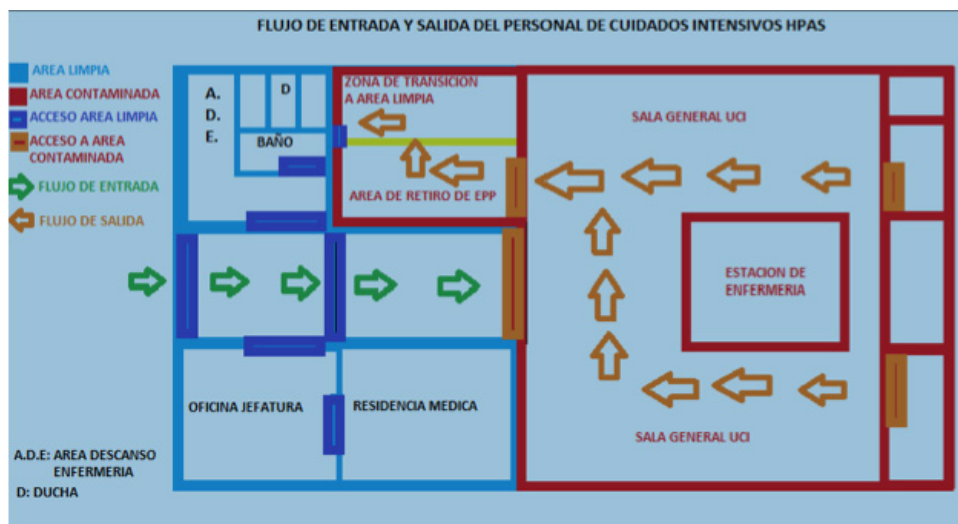 FLUJO DE ENTRADA Y SALIDA DEL PERSONAL DE CUIDADOS INTENSIVOS HPAS
AREA LIMPIA
AREA CONTAMINADA
ACCESO AREA LIMPIA
ACCESO A AREA
CONTAMINADA
FLUJO DE ENTRADA
FLUJO DE SALIDA
A.
D.
E.
D
BAÑO
ZONA DE TRANSICION
A AREA LIMPIA
AREA DE RETIRO DE EPP
SALA GENERAL UCI
ESTACION DE
ENFERMERIA
SALA GENERAL UCI
OFICINA JEFATURA
RESIDENCIA MEDICA
A.D.E: AREA DESCANSO
ENFERMERIA
D: DUCHA